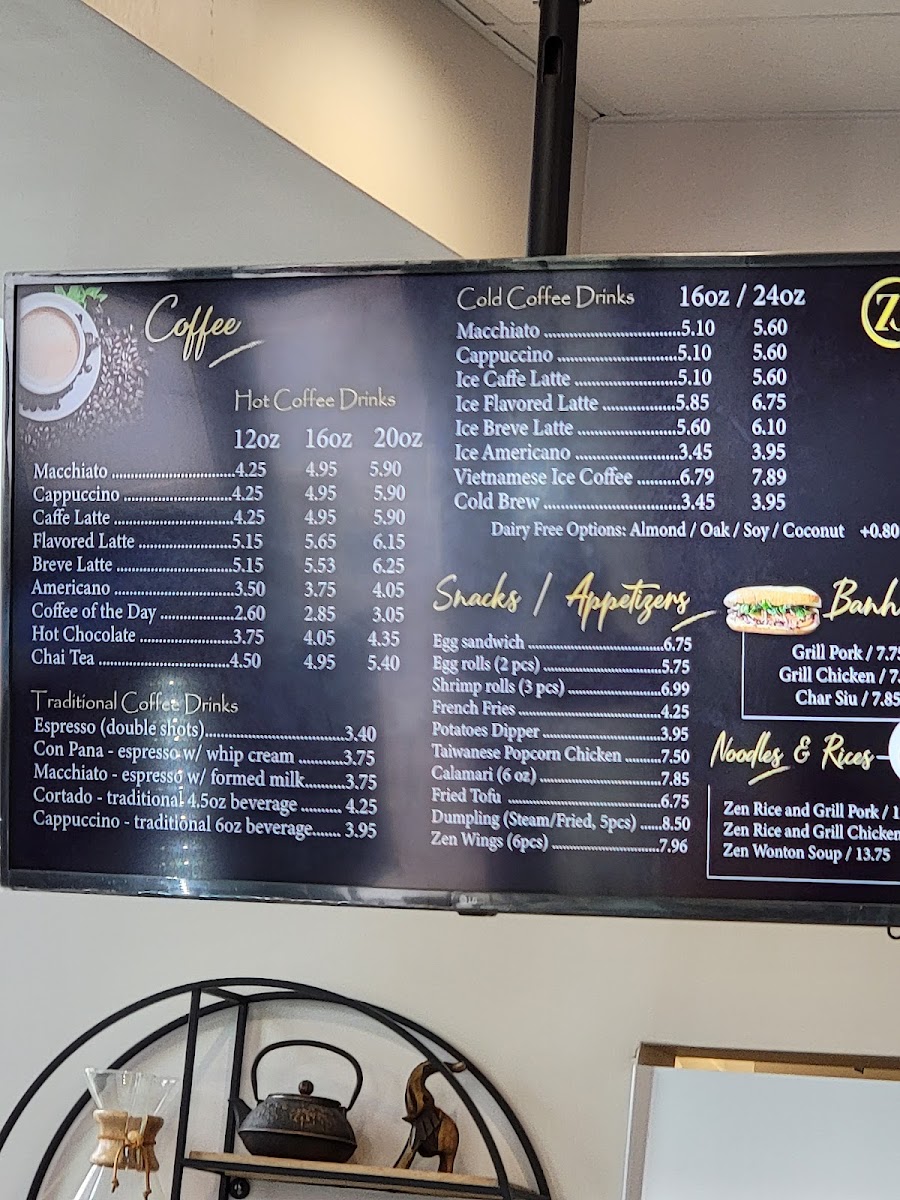 Coffee
Hot Coffee Drinks
12oz 16oz 20oz
Macchiato ..............................4.25 4.95 5.90
Cappuccino ...........................4.25 4.95 5.90
Caffe Latte .............................4.25 4.95 5.90
Flavored Latte .......................5.15 5.65 6.15
Breve Latte ............................5.15 5.53 6.25
Americano ............................3.50 3.75 4.05
Coffee of the Day .................2.60 2.85 3.05
Hot Chocolate ......................3.75 4.05 4.35
Chai Tea ................................4.50 4.95 5.40
Traditional Coffee Drinks
Espresso (double shots)................................3.40
Con Pana - espresso w/ whip cream ..........3.75
Macchiato - espresso w/ formed milk.........3.75
Cortado - traditional 4.5oz beverage ......... 4.25
Cappuccino - traditional 6oz beverage....... 3.95
Cold Coffee Drinks 16oz / 24oz
Macchiato .................................5.10 5.60
Cappuccino ..............................5.10 5.60
Ice Caffe Latte .........................5.10 5.60
Ice Flavored Latte ..................5.85 6.75
Ice Breve Latte .........................5.60 6.10
Ice Americano ..........................3.45 3.95
Vietnamese Ice Coffee ..........6.79 7.89
Cold Brew .................................3.45 3.95
Dairy Free Options: Almond / Oak / Soy / Coconut +0.80
Snacks / Appetizers
Egg sandwich ........................................6.75
Egg rolls (2 pcs) .............................5.75
Shrimp rolls (3 pcs) .......................6.99
French Fries ...................................4.25
Potatoes Dipper .............................3.95
Taiwanese Popcorn Chicken .........7.50
Calamari (6 oz) ...............................7.85
Fried Tofu ......................................6.75
Dumpling (Steam/Fried, 5pcs) ......8.50
Zen Wings (6pcs) ...........................7.96
Banh
Grill Pork / 7.75
Grill Chicken / 7.
Char Siu / 7.85
Noodles & Rices
Zen Rice and Grill Pork / 1
Zen Rice and Grill Chicken
Zen Wonton Soup / 13.75